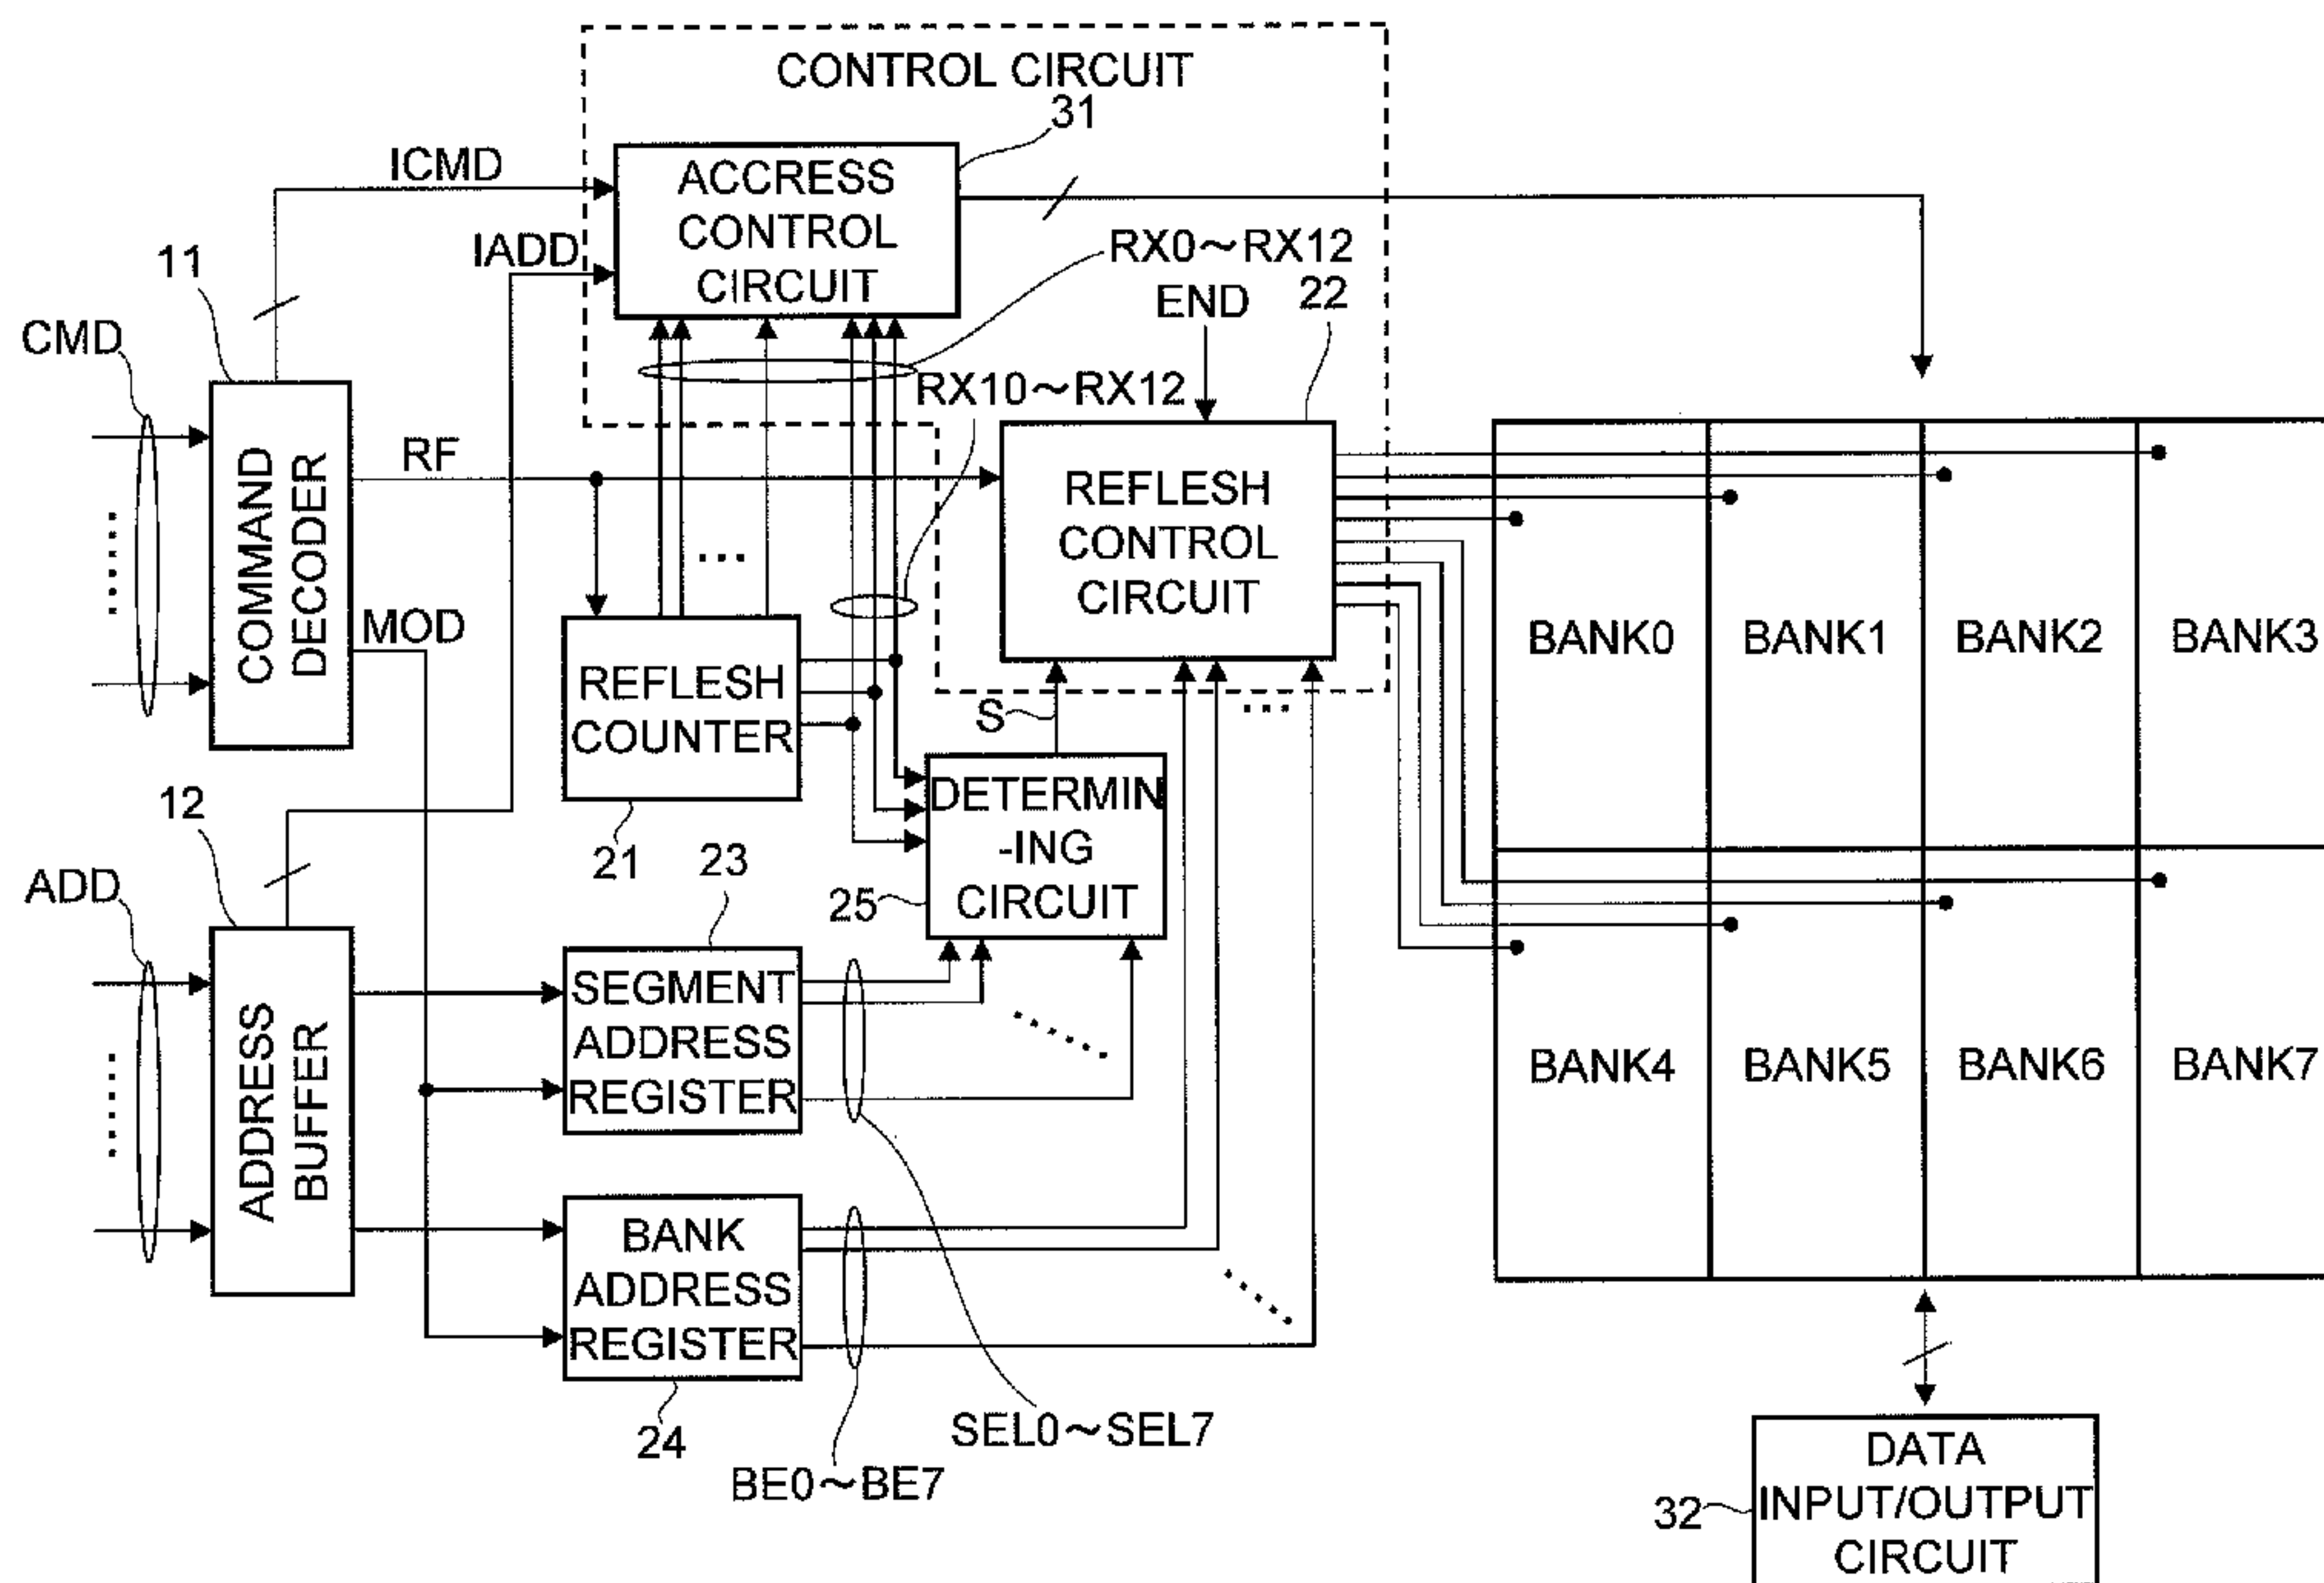 CONTROL CIRCUIT
31
ICMD
ACCRESS
CONTROL
CIRCUIT
IADD
RX0～RX12
11
END
22
CMD
RX10～RX12
COMMAND
DECODER
RF
REFLESH
CONTROL
CIRCUIT
MOD
BANK0
BANK1
BANK2
BANK3
REFLESH
COUNTER
S
12
21
23
DETERMIN
-ING
CIRCUIT
25
ADD
ADDRESS
BUFFER
SEGMENT
ADDRESS
REGISTER
BANK4
BANK5
BANK6
BANK7
BANK
ADDRESS
REGISTER
24
SEL0～SEL7
BE0～BE7
32
DATA
INPUT/OUTPUT
CIRCUIT